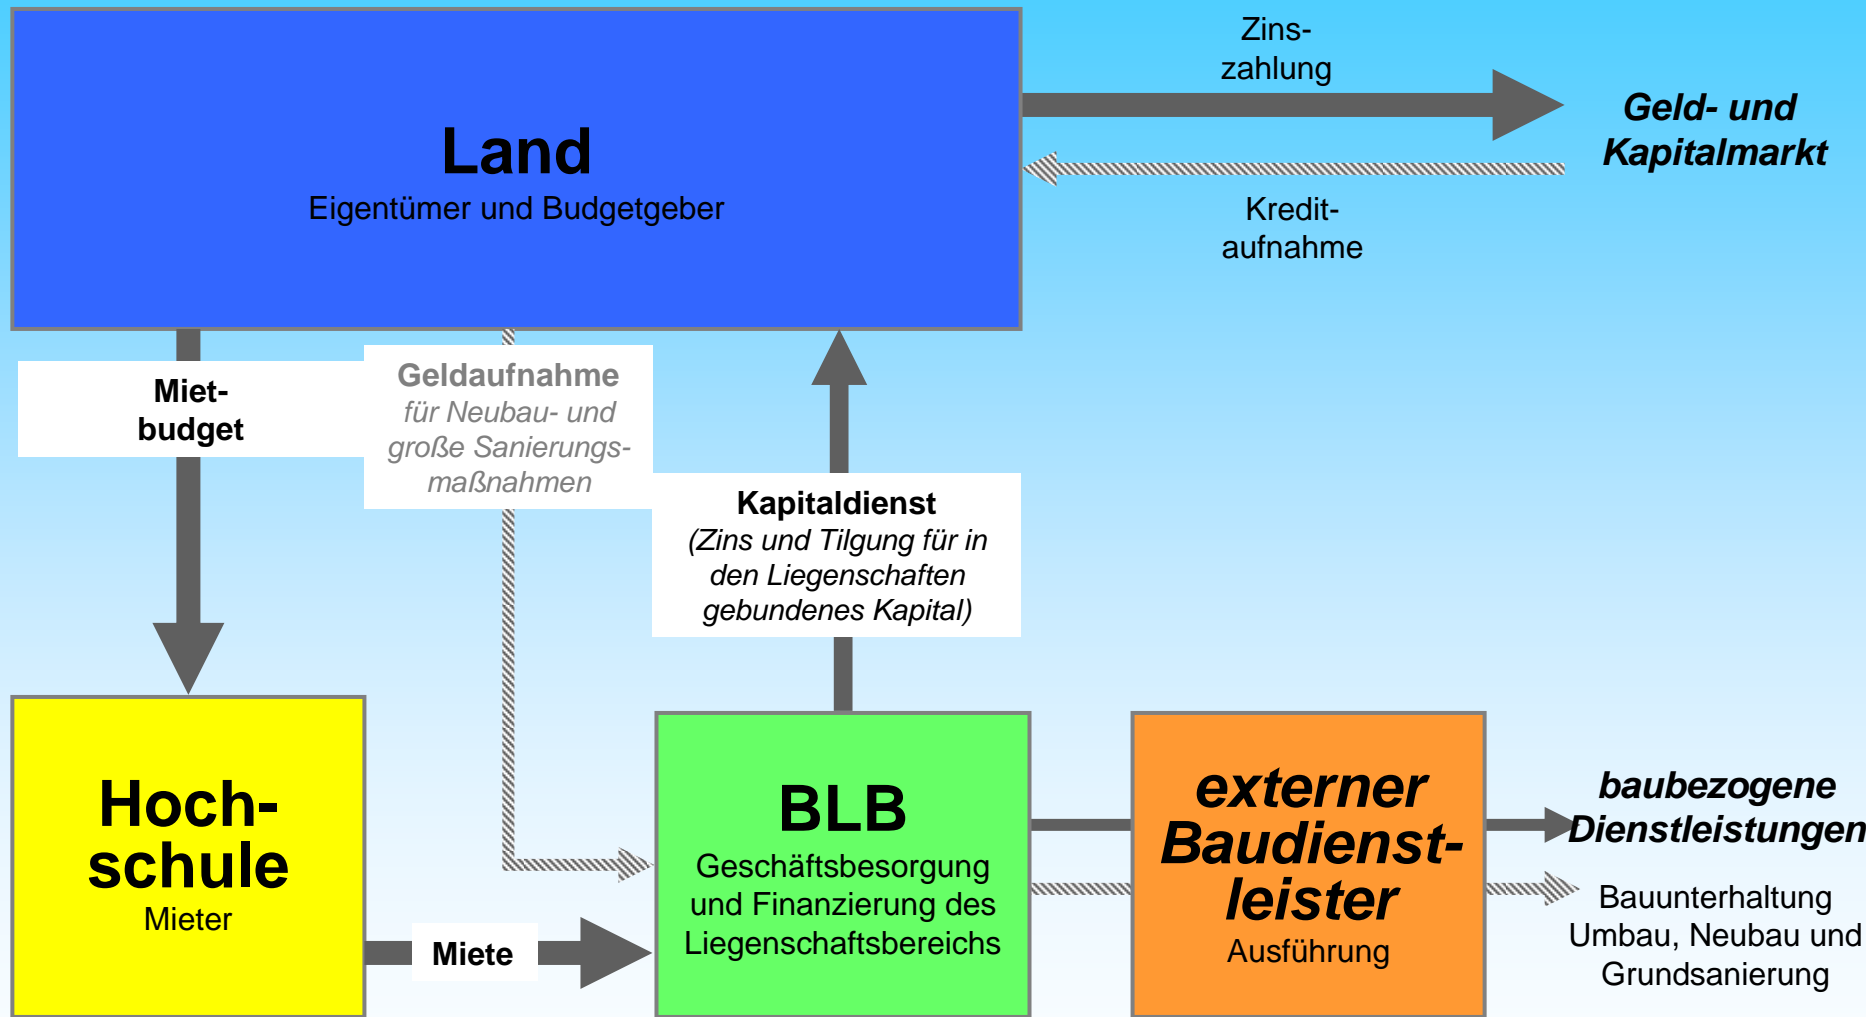 Land
Eigentümer und Budgetgeber
Zins-
zahlung
Geld- und
Kapitalmarkt
Kredit-
aufnahme
Miet-
budget
Geldaufnahme
für Neubau- und
große Sanierungs-
maßnahmen
Kapitaldienst
(Zins und Tilgung für in
den Liegenschaften
gebundenes Kapital)
Hoch-
schule
Mieter
Miete
BLB
Geschäftsbesorgung
und Finanzierung des
Liegenschaftsbereichs
externer
Baudienst-
leister
Ausführung
baubezogene
Dienstleistungen
Bauunterhaltung
Umbau, Neubau und
Grundsanierung